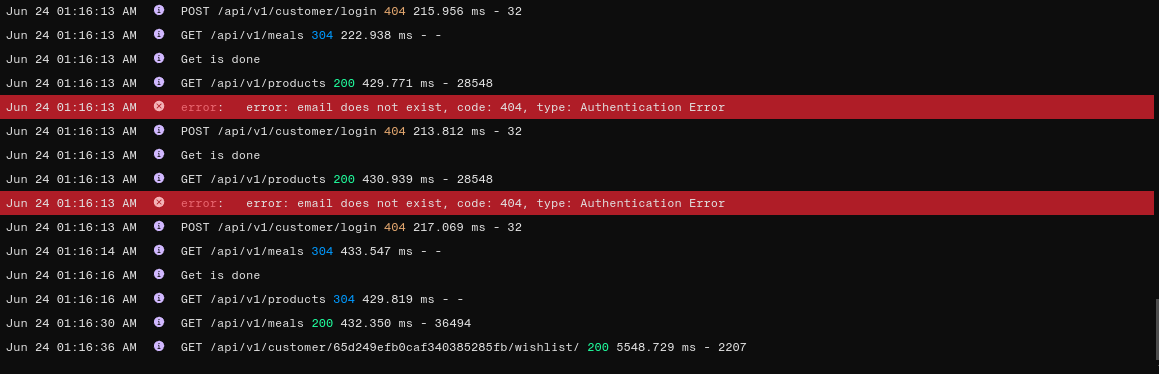 Jun 24 01:16:13 AM POST /api/v1/customer/login 404 215.956 ms - 32
Jun 24 01:16:13 AM GET /api/v1/meals 304 222.938 ms - -
Jun 24 01:16:13 AM Get is done
Jun 24 01:16:13 AM GET /api/v1/products 200 429.771 ms - 28548
Jun 24 01:16:13 AM error: error: email does not exist, code: 404, type: Authentication Error
Jun 24 01:16:13 AM POST /api/v1/customer/login 404 213.812 ms - 32
Jun 24 01:16:13 AM Get is done
Jun 24 01:16:13 AM GET /api/v1/products 200 430.939 ms - 28548
Jun 24 01:16:13 AM error: error: email does not exist, code: 404, type: Authentication Error
Jun 24 01:16:13 AM POST /api/v1/customer/login 404 217.069 ms - 32
Jun 24 01:16:14 AM GET /api/v1/meals 304 433.547 ms - -
Jun 24 01:16:16 AM Get is done
Jun 24 01:16:16 AM GET /api/v1/products 304 429.819 ms - -
Jun 24 01:16:30 AM GET /api/v1/meals 200 432.350 ms - 36494
Jun 24 01:16:36 AM GET /api/v1/customer/65d249efb0caf340385285fb/wishlist/ 200 5548.729 ms - 2207